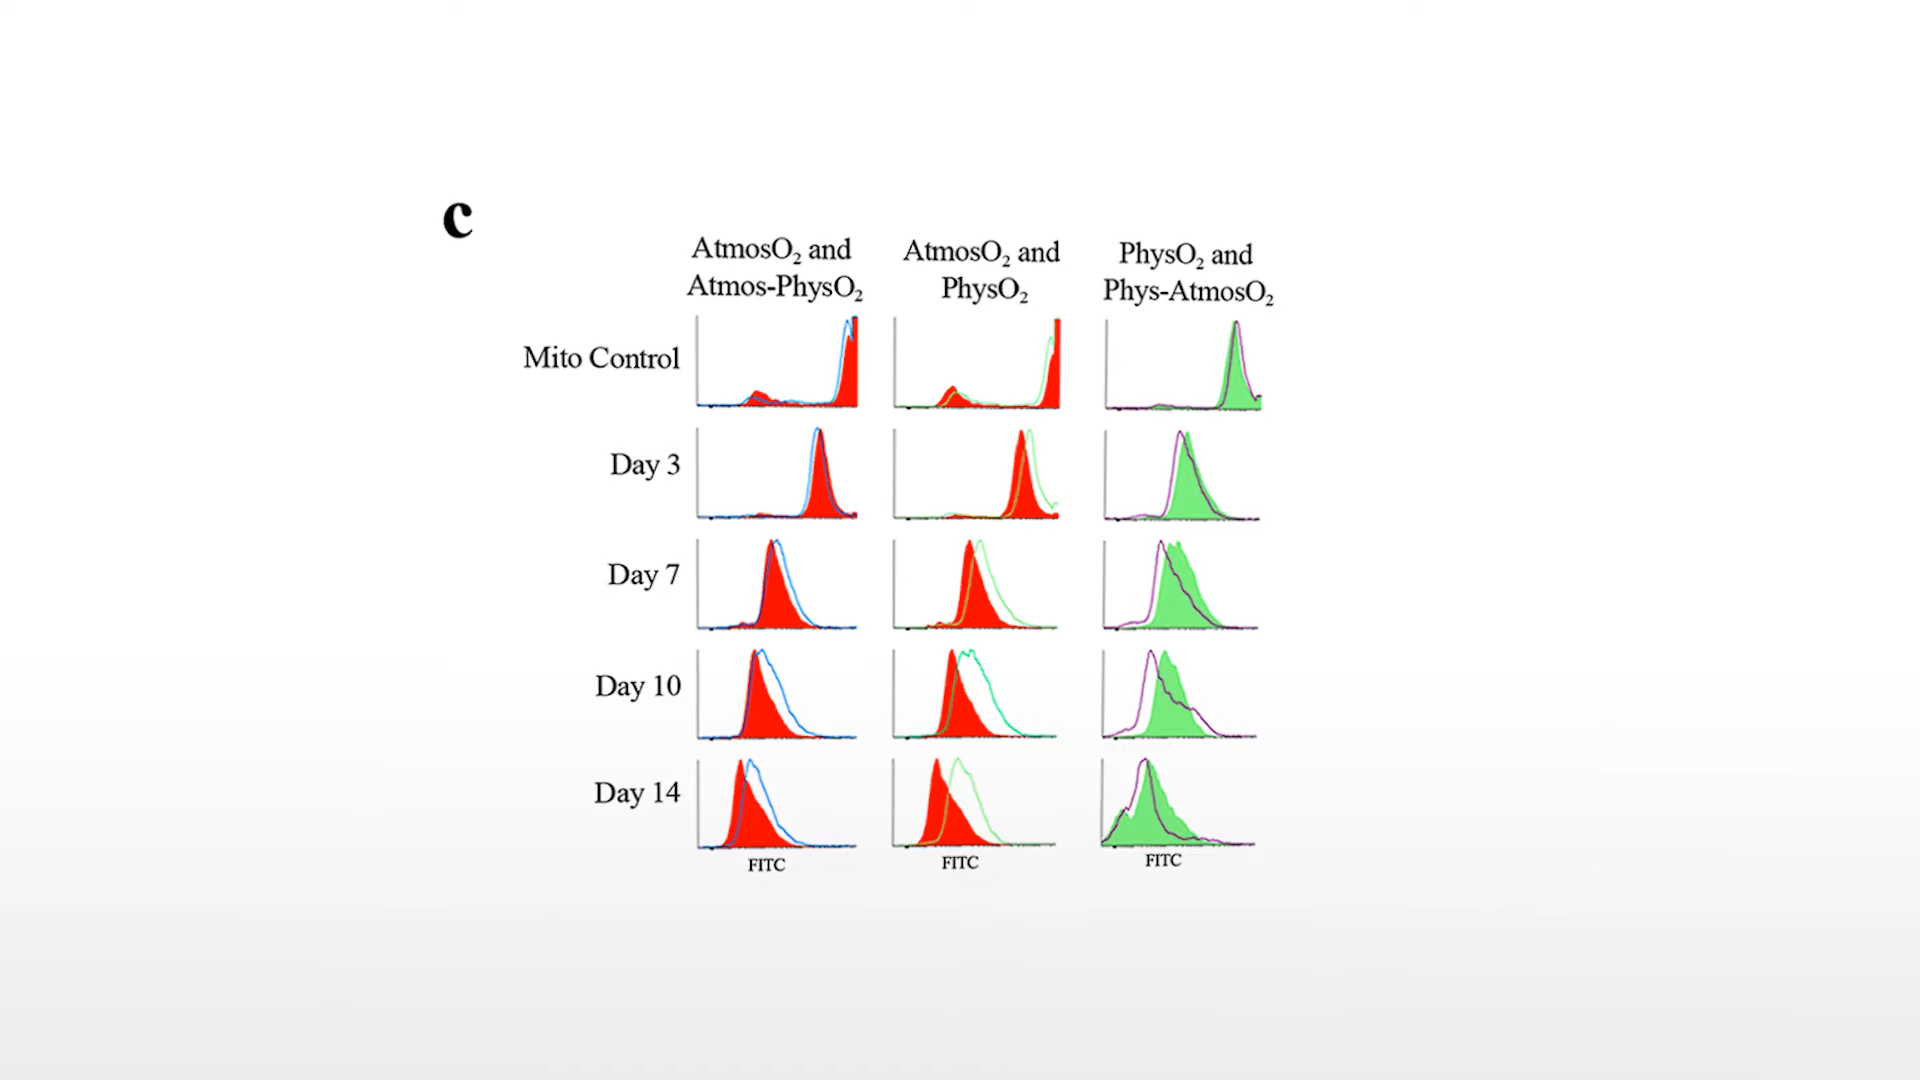 c
AtmosO₂ and
Atmos-PhysO₂
AtmosO₂ and
PhysO₂
PhysO₂ and
Phys-AtmosO₂
Mito Control
Day 3
Day 7
Day 10
Day 14
FITC
FITC
FITC